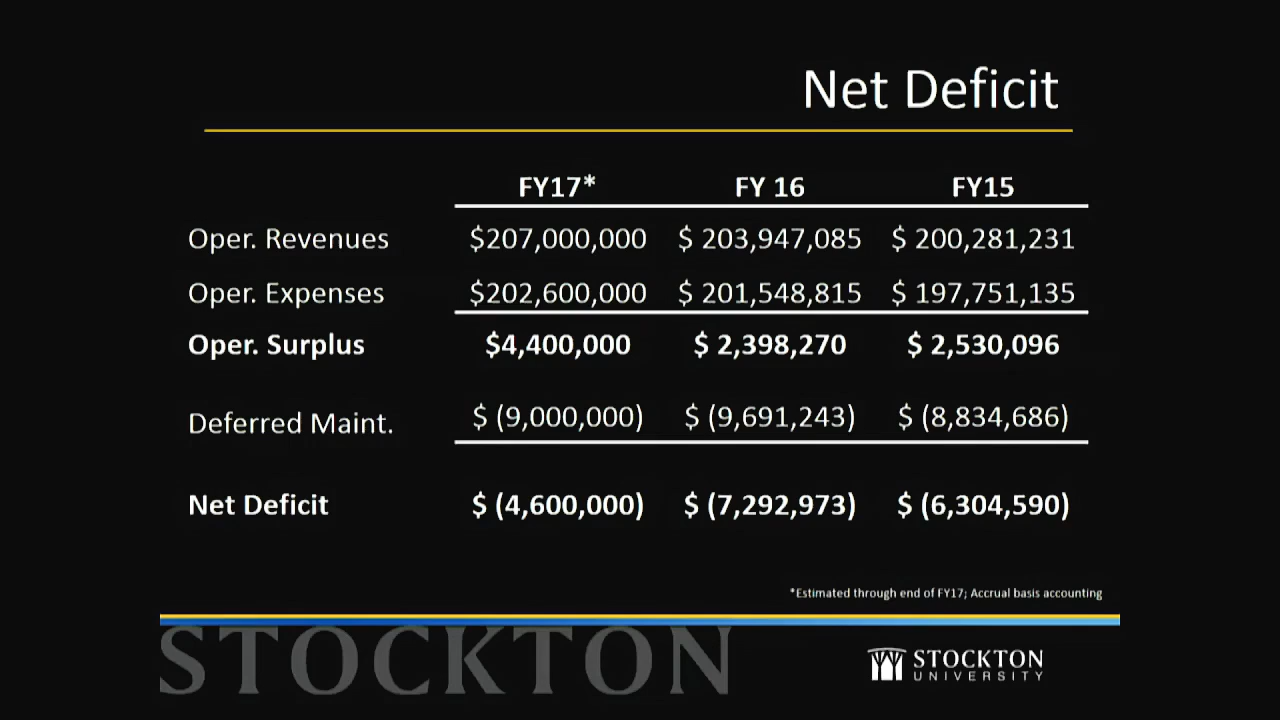 Net Deficit
FY17* FY 16 FY15
Oper. Revenues $207,000,000 $ 203,947,085 $ 200,281,231
Oper. Expenses $202,600,000 $ 201,548,815 $ 197,751,135
Oper. Surplus $4,400,000 $ 2,398,270 $ 2,530,096
Deferred Maint. $ (9,000,000) $ (9,691,243) $ (8,834,686)
Net Deficit $ (4,600,000) $ (7,292,973) $ (6,304,590)
*Estimated through end of FY17; Accrual basis accounting
STOCKTON
STOCKTON
UNIVERSITY